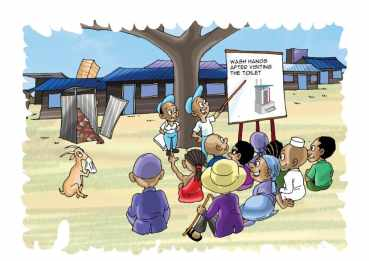 WASH HANDS
AFTER VISITING
THE TOILET